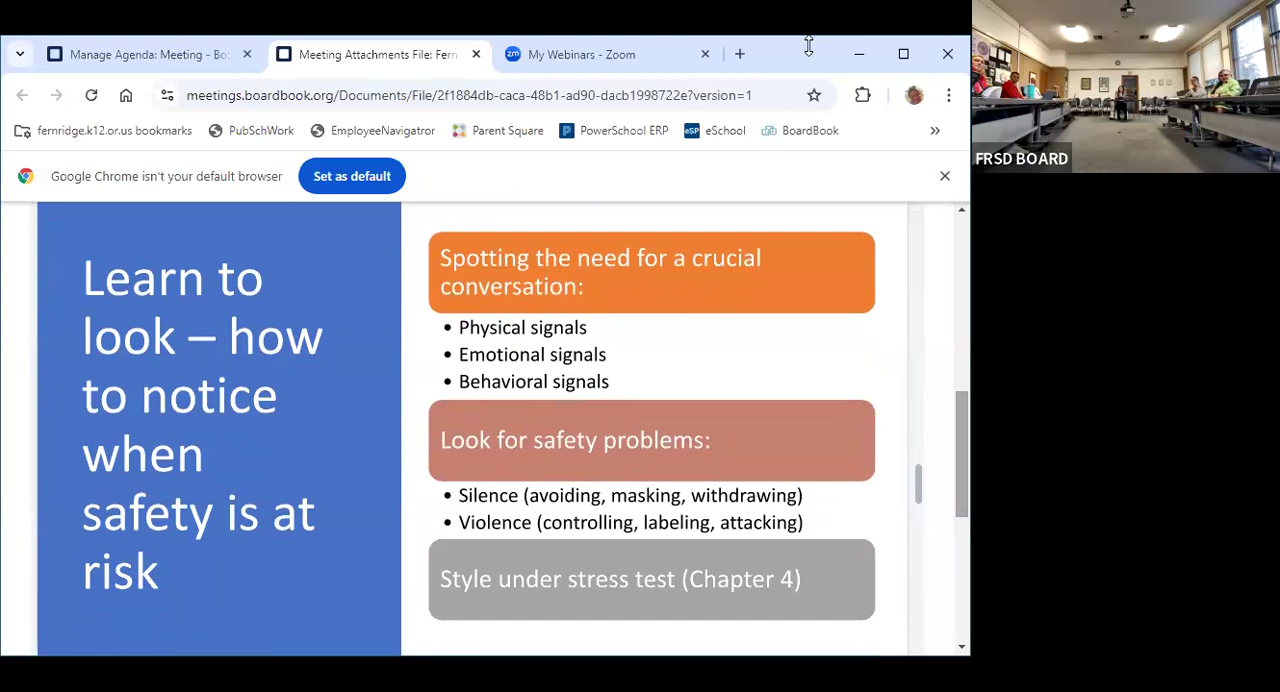 Manage Agenda: Meeting - Bo
Meeting Attachments File: Fern
zm
My Webinars - Zoom
meetings.boardbook.org/Documents/File/2f1884db-caca-48b1-ad90-dacb1998722e?version=1
fernridge.k12.or.us bookmarks
PubSchWork
EmployeeNavigator
Parent Square
PowerSchool ERP
eSP
eSchool
BoardBook
Google Chrome isn't your default browser
Set as default
Learn to
look – how
to notice
when
safety is at
risk
Spotting the need for a crucial
conversation:
• Physical signals
• Emotional signals
• Behavioral signals
Look for safety problems:
• Silence (avoiding, masking, withdrawing)
• Violence (controlling, labeling, attacking)
Style under stress test (Chapter 4)
FRSD BOARD